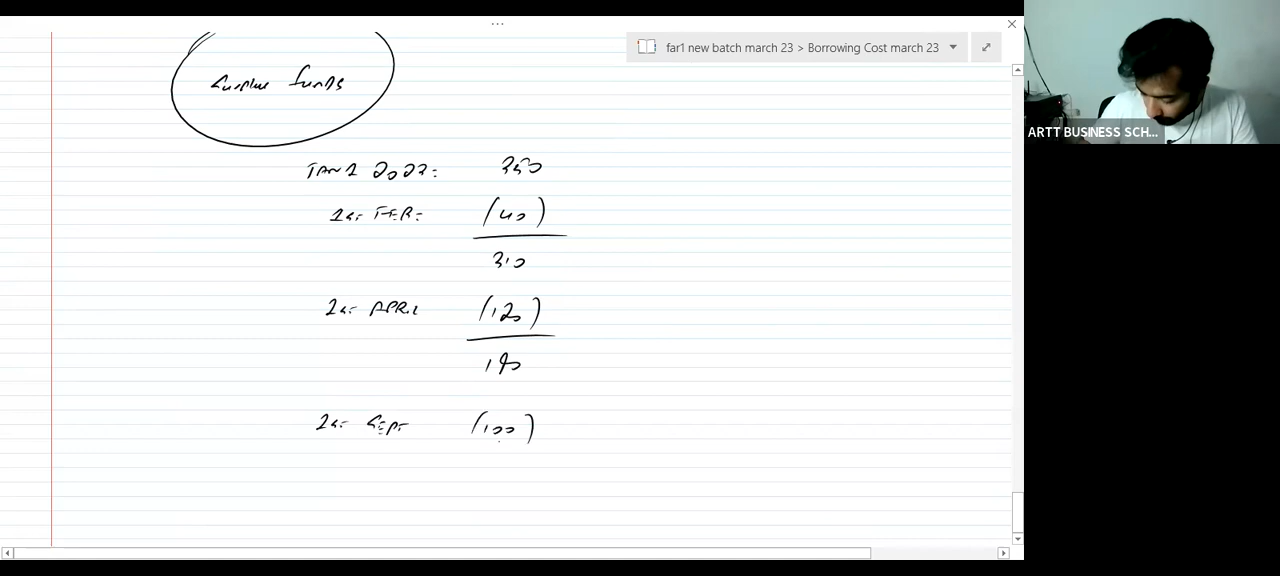 far1 new batch march 23 > Borrowing Cost march 23
ARTT BUSINESS SCH...
Surplus funds
JAN 1 2022: 350
1st FEB: (40)
310
1st APRIL (120)
190
1st SEPT (100)